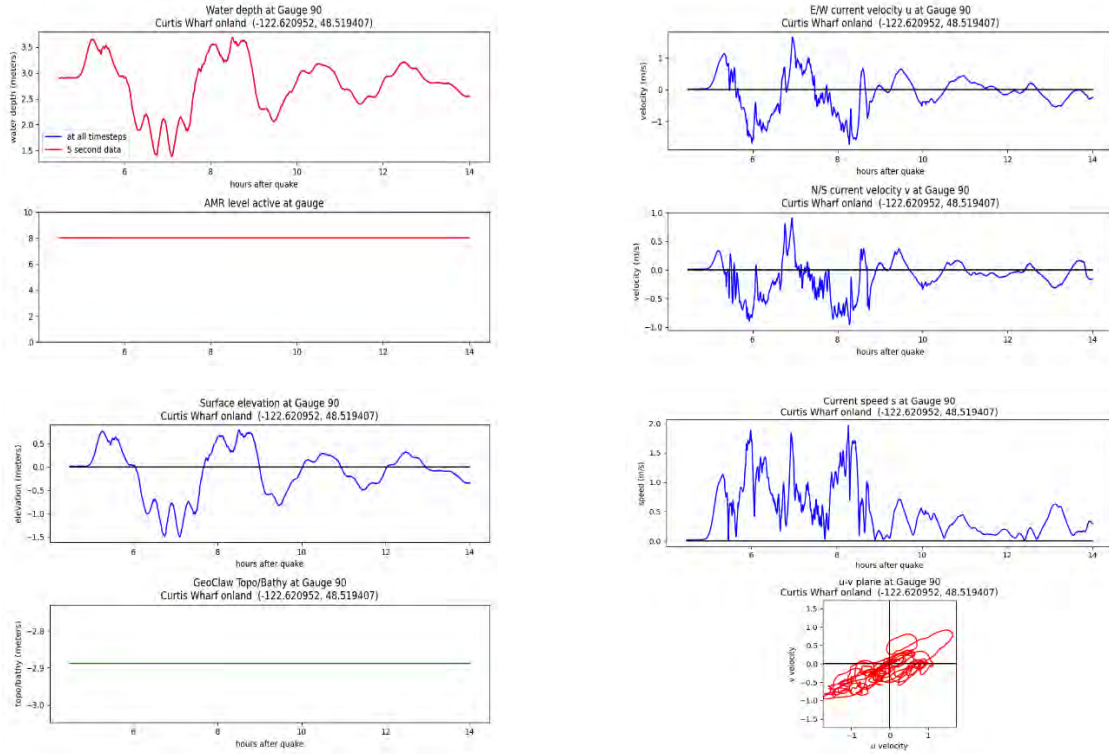 Water depth at Gauge 90
Curtis Wharf onland (-122.620952, 48.519407)
3.5
3.0
2.5
2.0
1.5
water depth (meters)
at all timesteps
5 second data
6
8
10
12
14
hours after quake
AMR level active at gauge
10
8
6
4
2
0
6
8
10
12
14
hours after quake
Surface elevation at Gauge 90
Curtis Wharf onland (-122.620952, 48.519407)
0.5
0.0
-0.5
-1.0
-1.5
elevation (meters)
6
8
10
12
14
hours after quake
GeoClaw Topo/Bathy at Gauge 90
Curtis Wharf onland (-122.620952, 48.519407)
−2.8
−2.9
−3.0
topo/bathy (meters)
6
8
10
12
14
hours after quake
E/W current velocity u at Gauge 90
Curtis Wharf onland (-122.620952, 48.519407)
1
0
−1
velocity (m/s)
6
8
10
12
14
hours after quake
N/S current velocity v at Gauge 90
Curtis Wharf onland (-122.620952, 48.519407)
1.0
0.5
0.0
−0.5
−1.0
velocity (m/s)
6
8
10
12
14
hours after quake
Current speed s at Gauge 90
Curtis Wharf onland (-122.620952, 48.519407)
2.0
1.5
1.0
0.5
0.0
speed (m/s)
6
8
10
12
14
hours after quake
u-v plane at Gauge 90
Curtis Wharf onland (-122.620952, 48.519407)
1.5
1.0
0.5
0.0
−0.5
−1.0
−1.5
v velocity
−1
0
1
u velocity